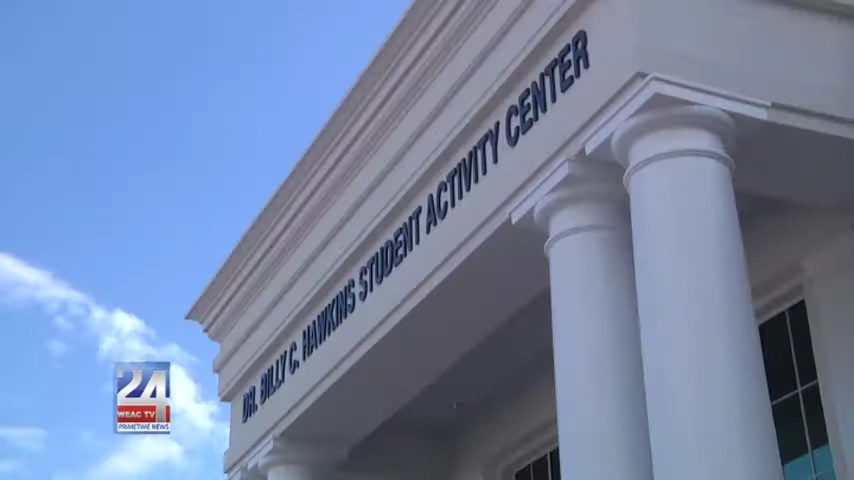 DR. BILLY C. HAWKINS STUDENT ACTIVITY CENTER
24
WEAC TV
PRIMETIME NEWS